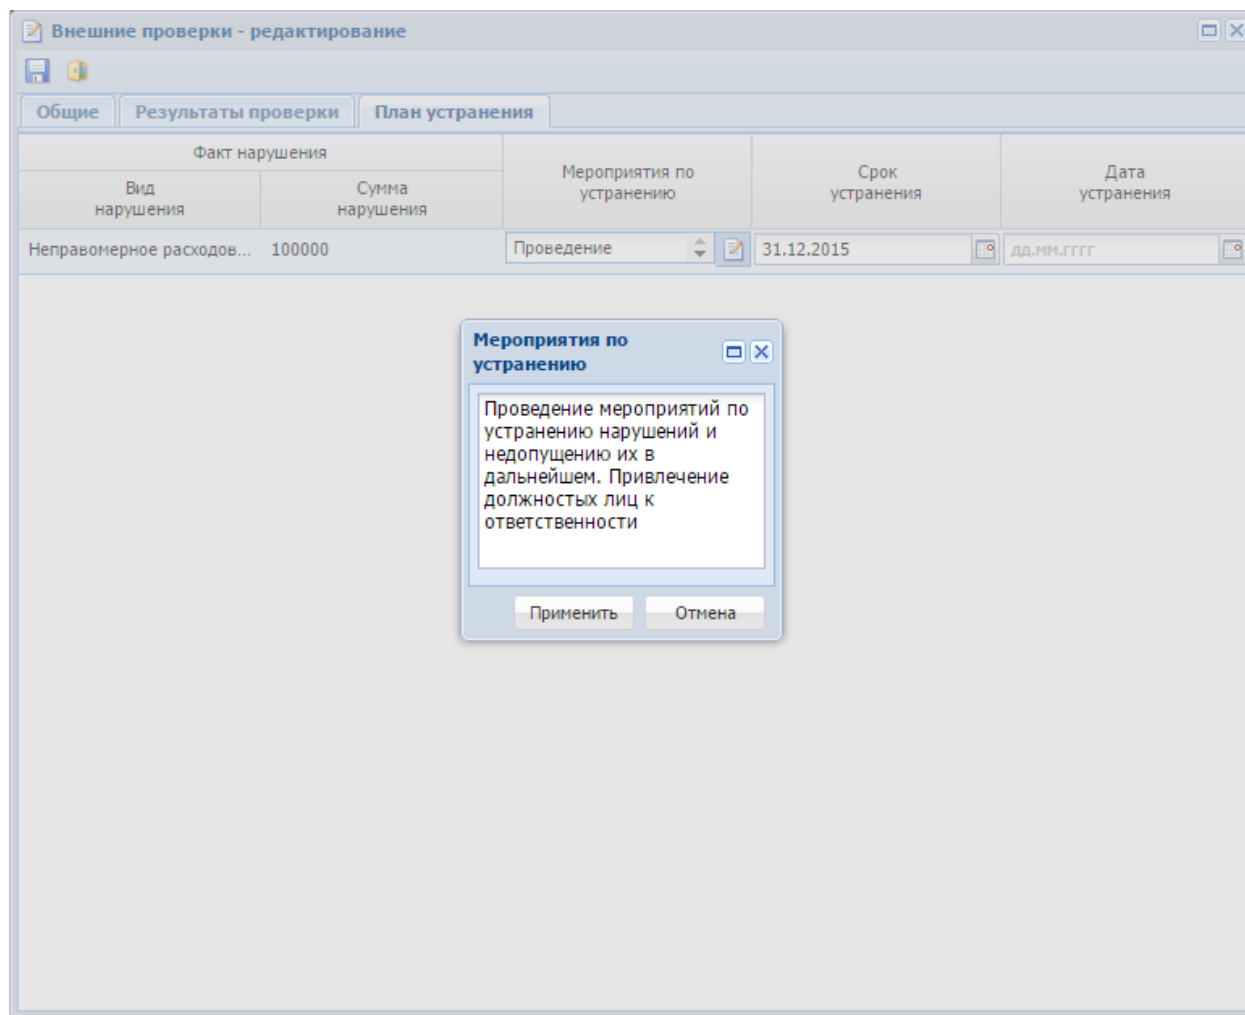 Внешние проверки - редактирование
Общие Результаты проверки План устранения
Факт нарушения
Мероприятия по
устранению
Срок
устранения
Дата
устранения
Вид
нарушения
Сумма
нарушения
Неправомерное расходов... 100000 Проведение 31.12.2015 дд.мм.гггг
Мероприятия по
устранению
Проведение мероприятий по
устранению нарушений и
недопущению их в
дальнейшем. Привлечение
должностых лиц к
ответственности
Применить Отмена